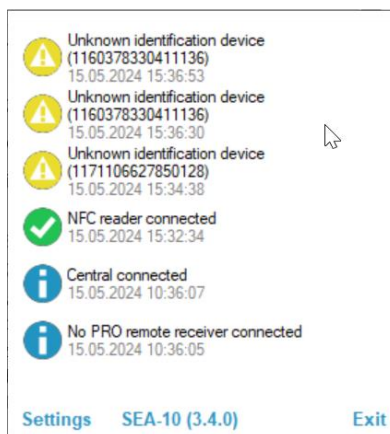 Unknown identification device
(1160378330411136)
15.05.2024 15:36:53
Unknown identification device
(1160378330411136)
15.05.2024 15:36:30
Unknown identification device
(1171106627850128)
15.05.2024 15:34:38
NFC reader connected
15.05.2024 15:32:34
Central connected
15.05.2024 10:36:07
No PRO remote receiver connected
15.05.2024 10:36:05
Settings SEA-10 (3.4.0) Exit